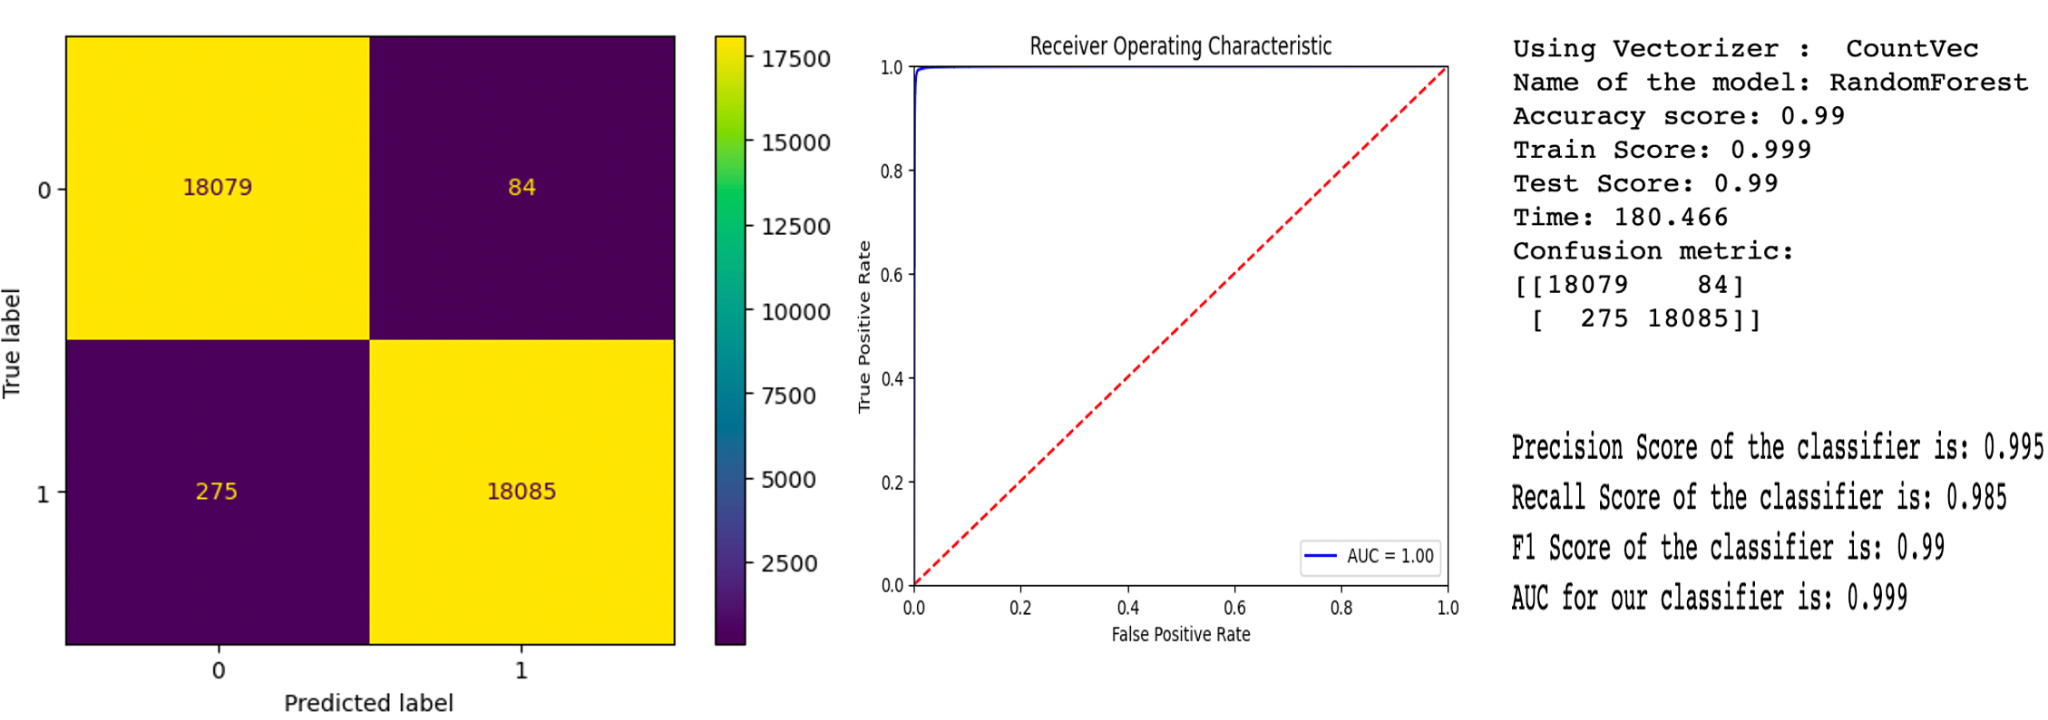 0
1
True label
18079
84
275
18085
0
1
Predicted label
17500
15000
12500
10000
7500
5000
2500
Receiver Operating Characteristic
True Positive Rate
1.0
0.8
0.6
0.4
0.2
0.0
AUC = 1.00
0.0 0.2 0.4 0.6 0.8 1.0
False Positive Rate
Using Vectorizer :  CountVec
Name of the model: RandomForest
Accuracy score: 0.99
Train Score: 0.999
Test Score: 0.99
Time: 180.466
Confusion metric:
[[18079    84]
 [  275 18085]]
Precision Score of the classifier is: 0.995
Recall Score of the classifier is: 0.985
F1 Score of the classifier is: 0.99
AUC for our classifier is: 0.999